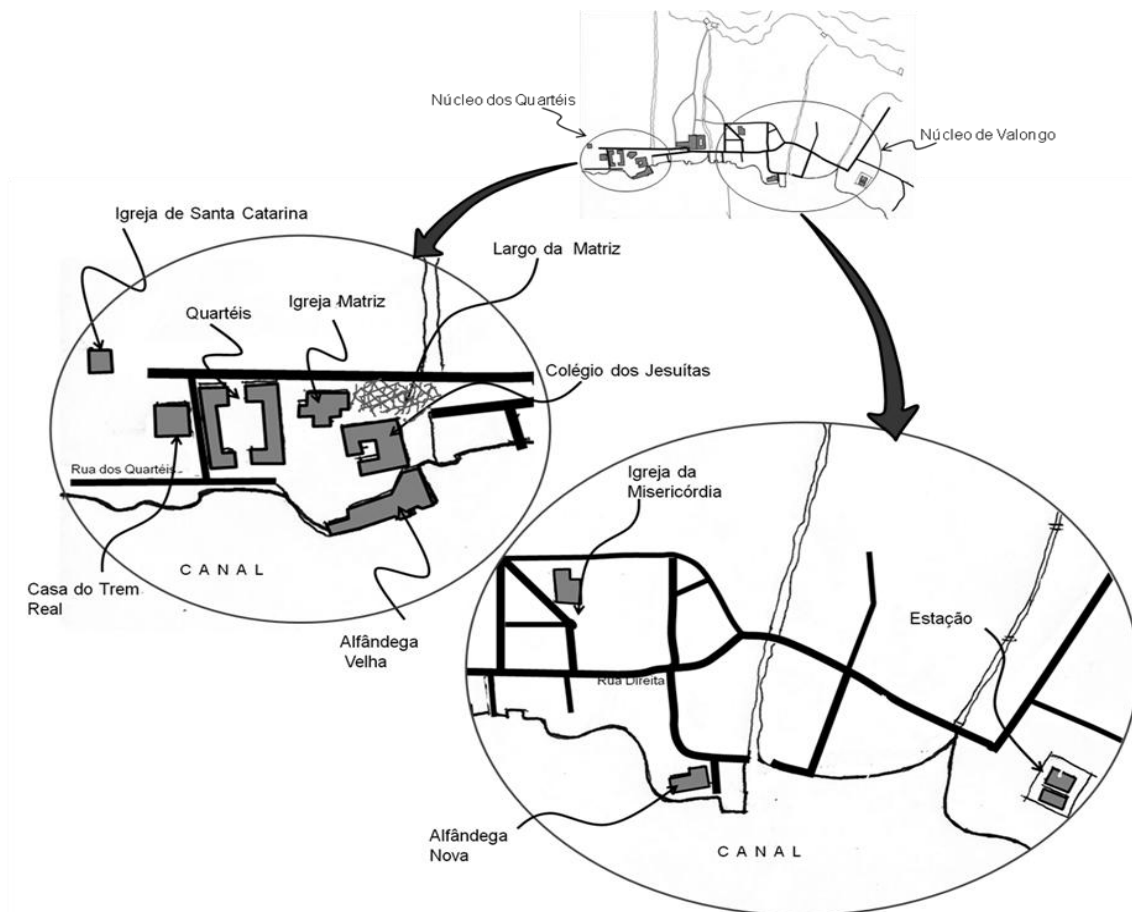 Núcleo dos Quartéis
Núcleo de Valongo
Igreja de Santa Catarina
Largo da Matriz
Igreja Matriz
Quartéis
Colégio dos Jesuítas
Rua dos Quartéis
CANAL
Casa do Trem
Real
Alfândega
Velha
Igreja da
Misericórdia
Estação
Rua Direita
Alfândega
Nova
CANAL